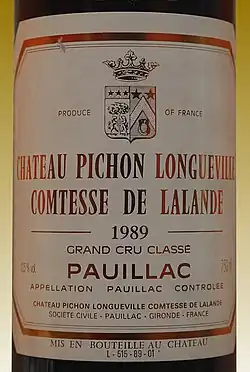 PRODUCE OF FRANCE
CHATEAU PICHON LONGUEVILLE
COMTESSE DE LALANDE
1989
GRAND CRU CLASSÉ
PAUILLAC
APPELLATION PAUILLAC CONTROLÉE
CHATEAU PICHON LONGUEVILLE COMTESSE DE LALANDE
SOCIÉTÉ CIVILE - PAUILLAC - GIRONDE - FRANCE
MIS EN BOUTEILLE AU CHATEAU
L - 515 - 89 - 01